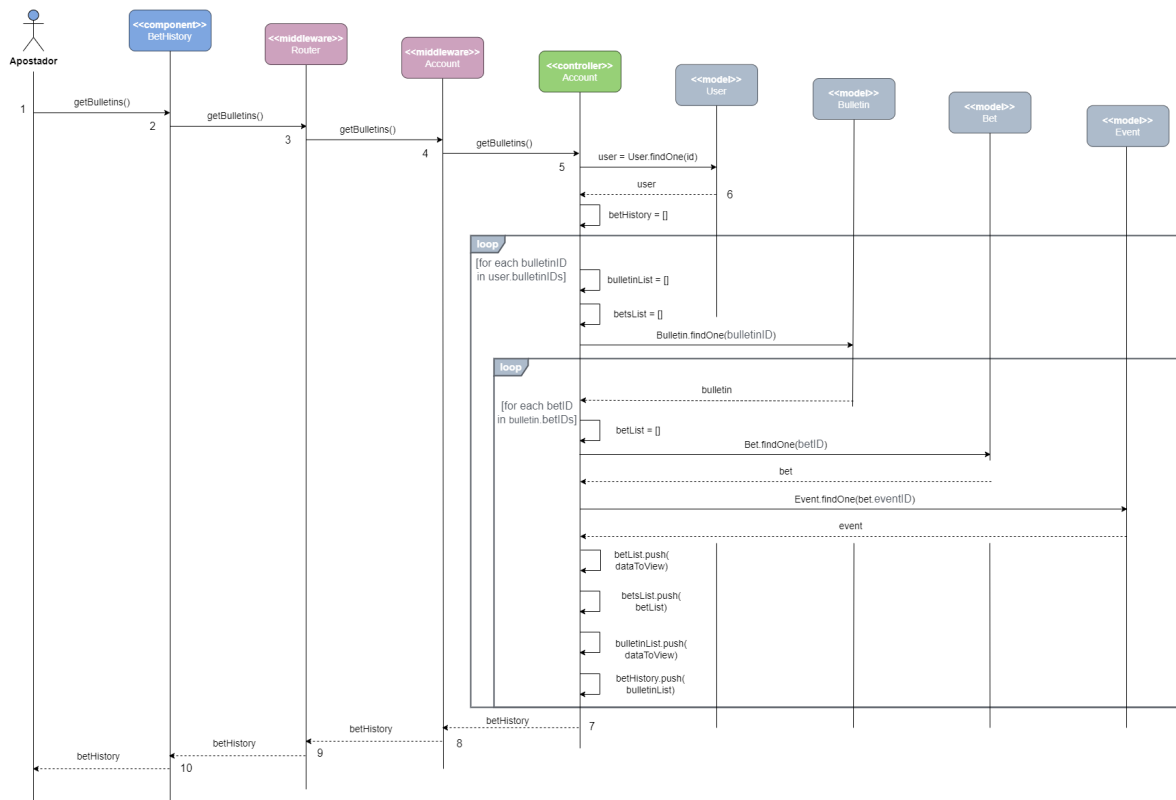 Apostador
<<component>>
BetHistory
<<middleware>>
Router
<<middleware>>
Account
<<controller>>
Account
<<model>>
User
<<model>>
Bulletin
<<model>>
Bet
<<model>>
Event
1
getBulletins()
2
getBulletins()
3
getBulletins()
4
getBulletins()
5
user = User.findOne(id)
user
6
betHistory = []
loop
[for each bulletinID
in user.bulletinIDs]
bulletinList = []
betsList = []
Bulletin.findOne(bulletinID)
loop
bulletin
[for each betID
in bulletin.betIDs]
betList = []
Bet.findOne(betID)
bet
Event.findOne(bet.eventID)
event
betList.push(
dataToView)
betsList.push(
betList)
bulletinList.push(
dataToView)
betHistory.push(
bulletinList)
betHistory
7
betHistory
8
betHistory
9
betHistory
10